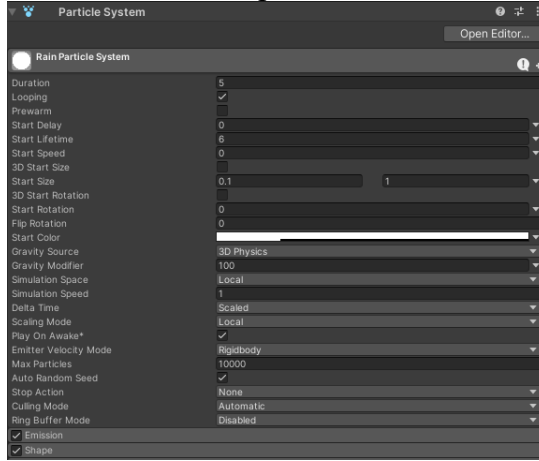 Particle System
Open Editor...
Rain Particle System
Duration 5
Looping
Prewarm
Start Delay 0
Start Lifetime 6
Start Speed 0
3D Start Size
Start Size 0.1 1
3D Start Rotation
Start Rotation 0
Flip Rotation 0
Start Color
Gravity Source 3D Physics
Gravity Modifier 100
Simulation Space Local
Simulation Speed 1
Delta Time Scaled
Scaling Mode Local
Play On Awake*
Emitter Velocity Mode Rigidbody
Max Particles 10000
Auto Random Seed
Stop Action None
Culling Mode Automatic
Ring Buffer Mode Disabled
Emission
Shape